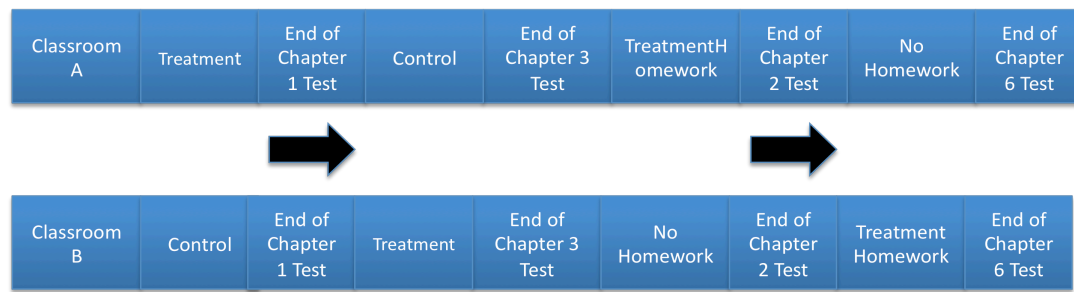 Classroom
A
Treatment
End of
Chapter
1 Test
Control
End of
Chapter 3
Test
TreatmentH
omework
End of
Chapter
2 Test
No
Homework
End of
Chapter
6 Test
Classroom
B
Control
End of
Chapter
1 Test
Treatment
End of
Chapter 3
Test
No
Homework
End of
Chapter
2 Test
Treatment
Homework
End of
Chapter
6 Test